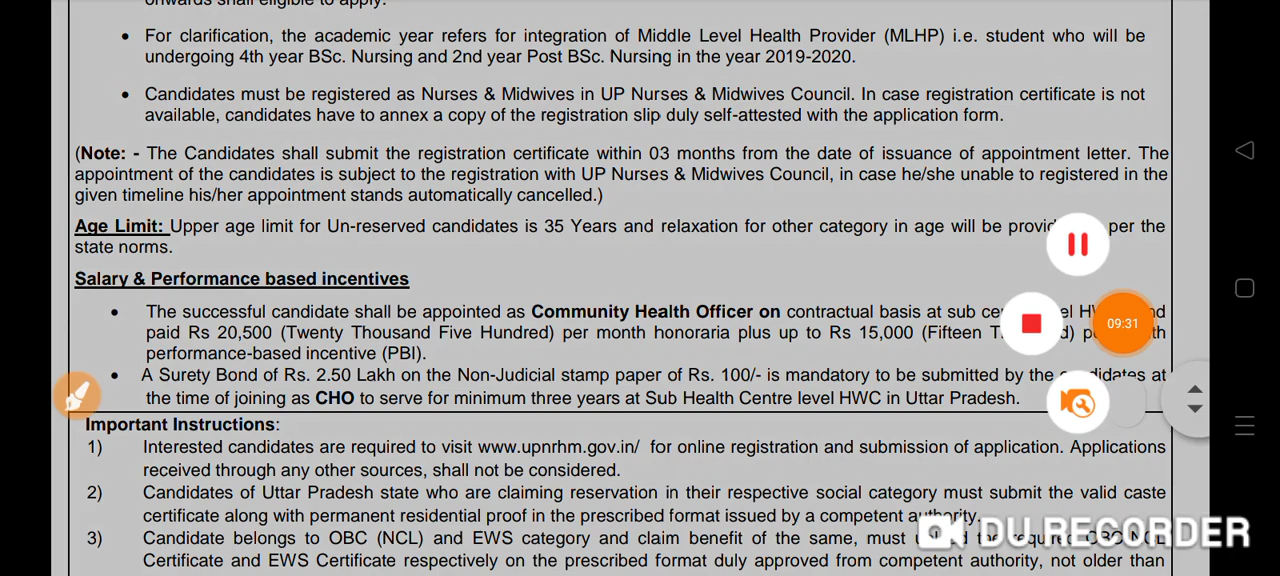 onwards shall eligible to apply.
• For clarification, the academic year refers for integration of Middle Level Health Provider (MLHP) i.e. student who will be
undergoing 4th year BSc. Nursing and 2nd year Post BSc. Nursing in the year 2019-2020.
• Candidates must be registered as Nurses & Midwives in UP Nurses & Midwives Council. In case registration certificate is not
available, candidates have to annex a copy of the registration slip duly self-attested with the application form.
(Note: - The Candidates shall submit the registration certificate within 03 months from the date of issuance of appointment letter. The
appointment of the candidates is subject to the registration with UP Nurses & Midwives Council, in case he/she unable to registered in the
given timeline his/her appointment stands automatically cancelled.)
Age Limit: Upper age limit for Un-reserved candidates is 35 Years and relaxation for other category in age will be per the
state norms.
Salary & Performance based incentives
• The successful candidate shall be appointed as Community Health Officer on contractual basis at sub
paid Rs 20,500 (Twenty Thousand Five Hundred) per month honoraria plus up to Rs 15,000 (Fifteen
performance-based incentive (PBI).
• A Surety Bond of Rs. 2.50 Lakh on the Non-Judicial stamp paper of Rs. 100/- is mandatory to be submitted by the candidates at
the time of joining as CHO to serve for minimum three years at Sub Health Centre level HWC in Uttar Pradesh.
Important Instructions:
1) Interested candidates are required to visit www.upnrhm.gov.in/ for online registration and submission of application. Applications
received through any other sources, shall not be considered.
2) Candidates of Uttar Pradesh state who are claiming reservation in their respective social category must submit the valid caste
certificate along with permanent residential proof in the prescribed format issued by a competent authority.
3) Candidate belongs to OBC (NCL) and EWS category and claim benefit of the same, must required OBC NCL
Certificate and EWS Certificate respectively on the prescribed format duly approved from competent authority, not older than
09:31
DU RECORDER